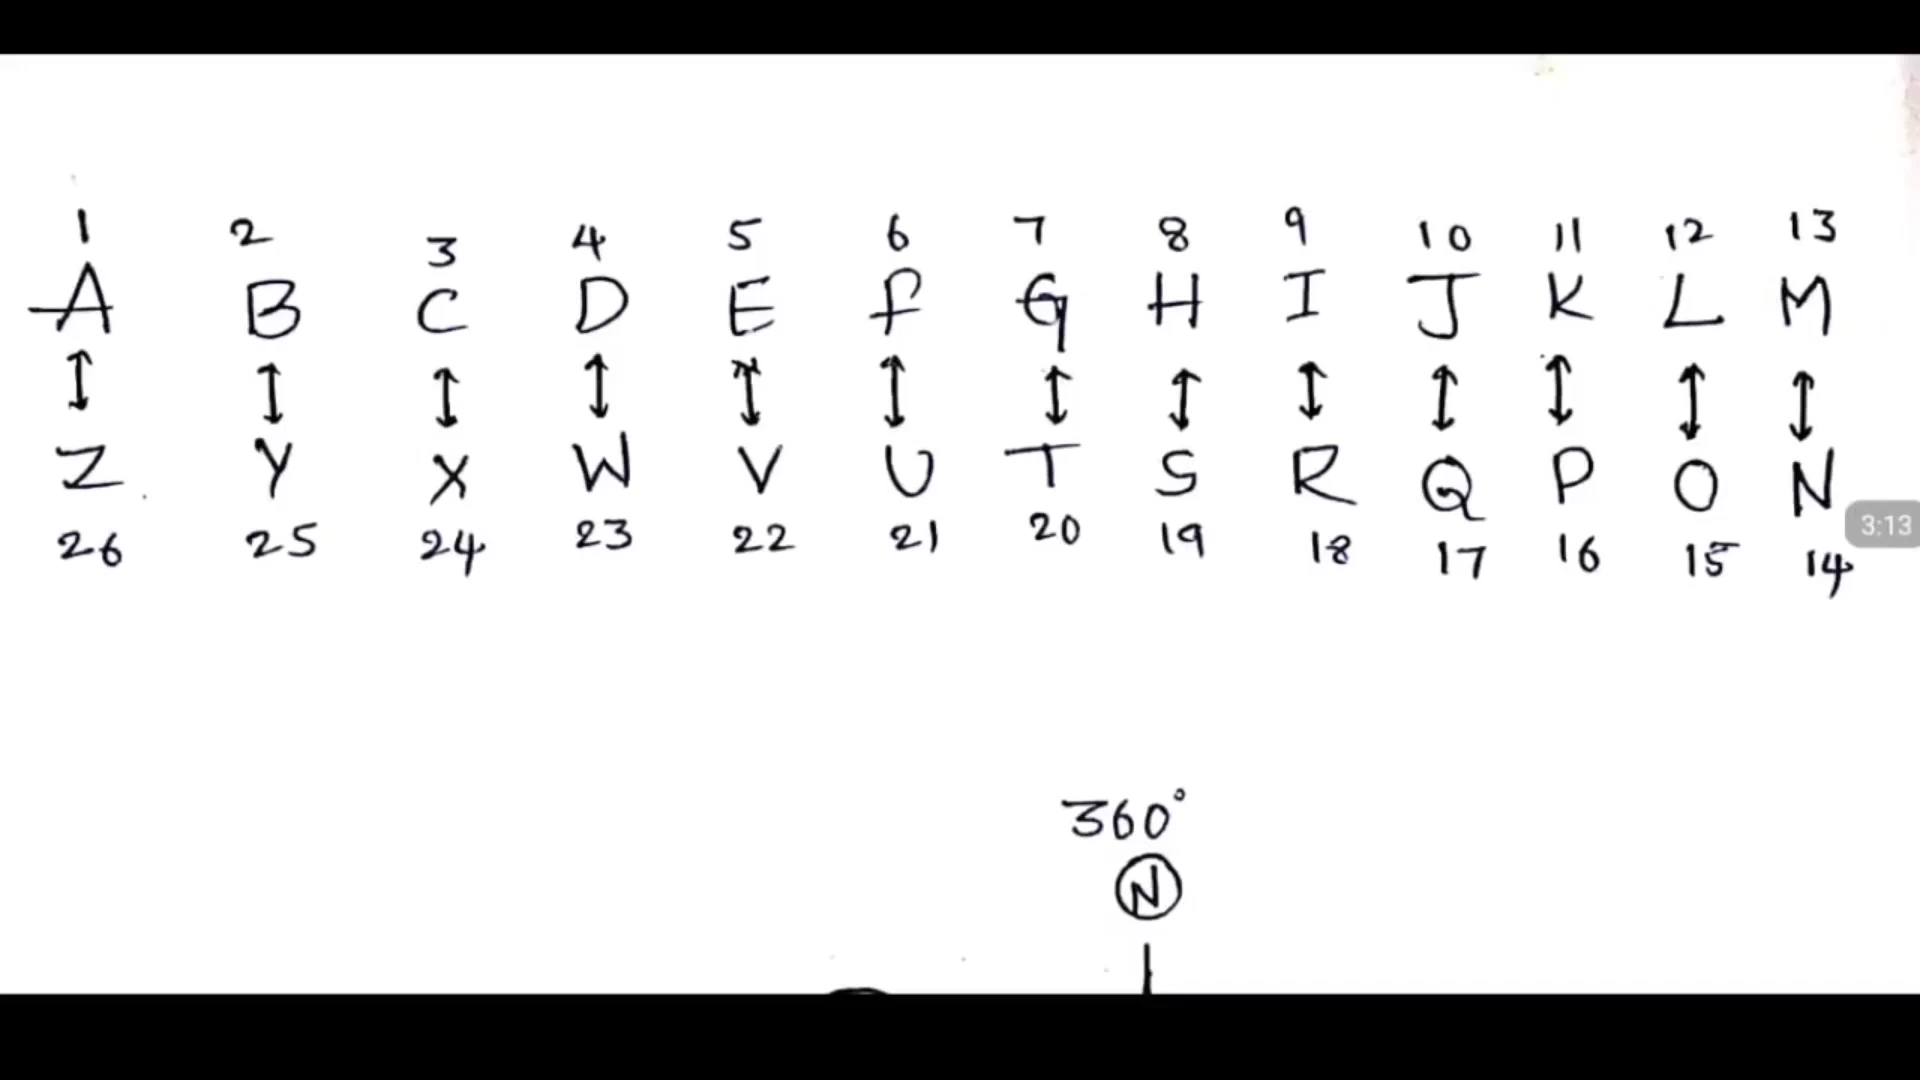 1 2 3 4 5 6 7 8 9 10 11 12 13
A B C D E F G H I J K L M
Z Y X W V U T S R Q P O N
26 25 24 23 22 21 20 19 18 17 16 15 14
3:13
360°
N